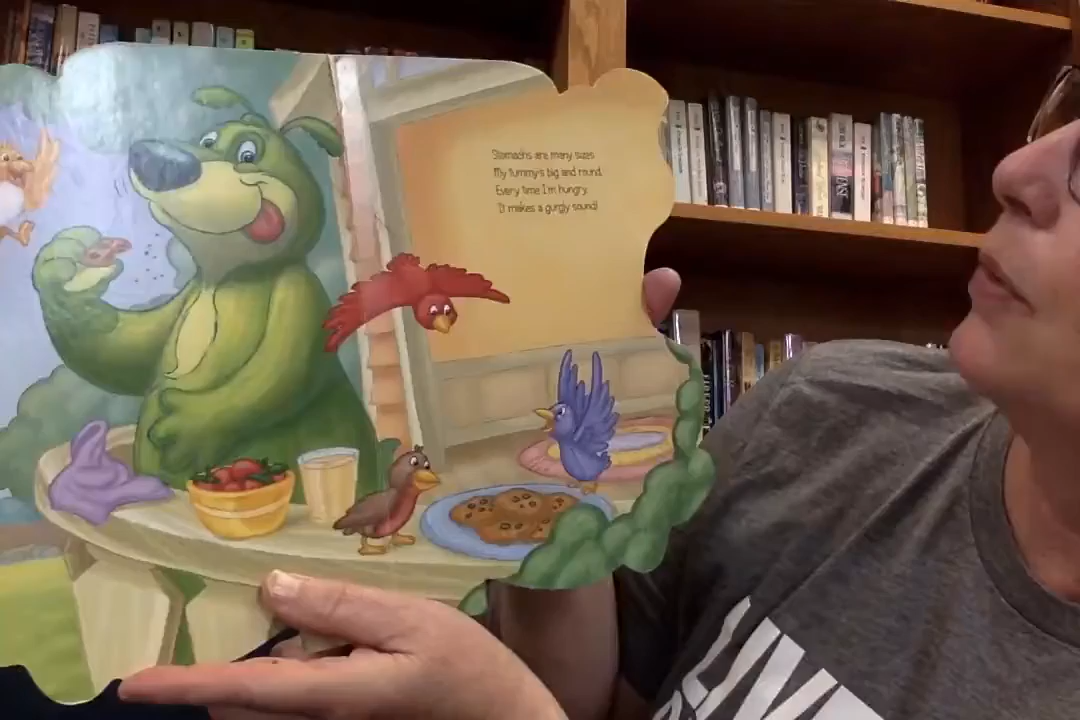 Stomachs are many sizes
My tummy's big and round.
Every time I'm hungry,
It makes a gurgly sound!